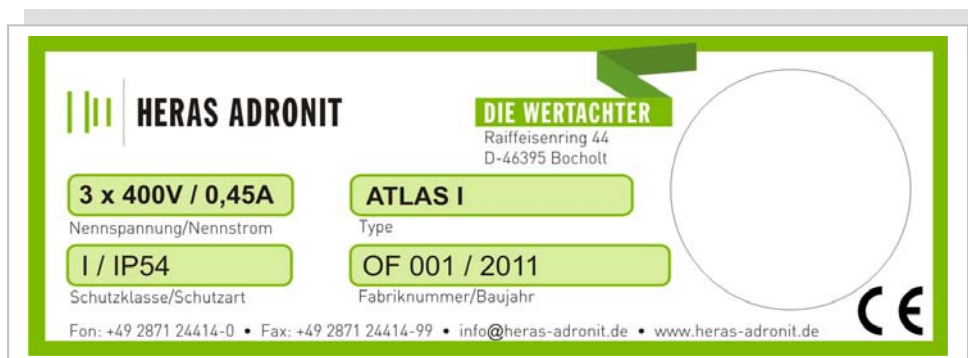 HERAS ADRONIT
DIE WERTACHTER
Raiffeisenring 44
D-46395 Bocholt
3 x 400V / 0,45A
ATLAS I
Nennspannung/Nennstrom
Type
I / IP54
OF 001 / 2011
Schutzklasse/Schutzart
Fabriknummer/Baujahr
CE
Fon: +49 2871 24414-0 • Fax: +49 2871 24414-99 • info@heras-adronit.de • www.heras-adronit.de